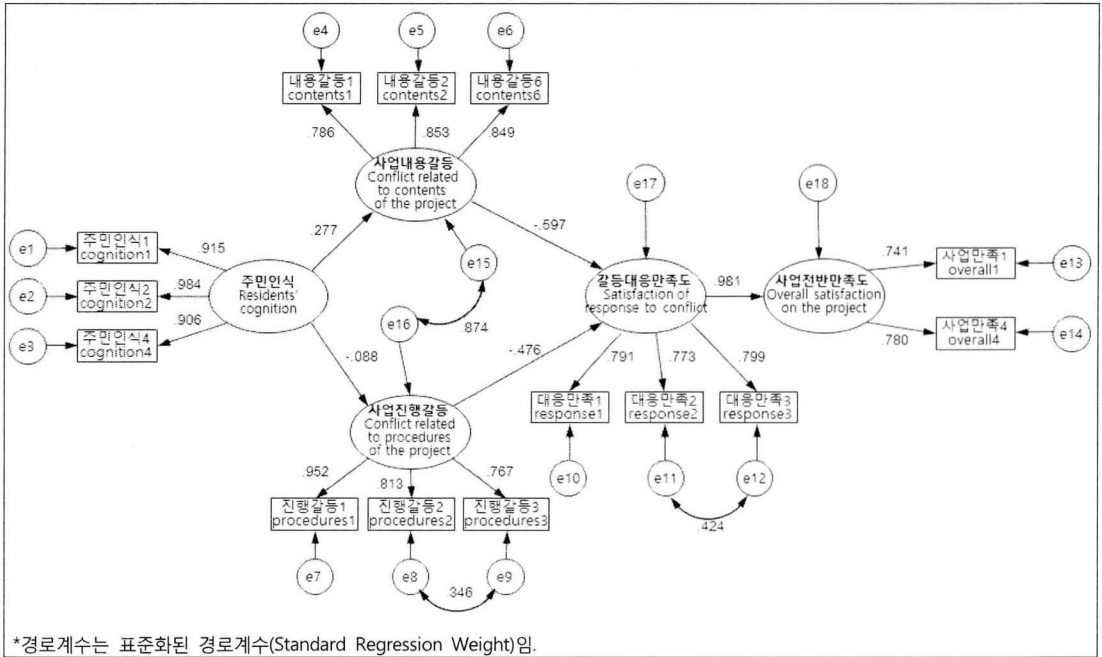 e4
e5
e6
내용갈등1
contents1
내용갈등2
contents2
내용갈등6
contents6
.786
.853
.849
사업내용갈등
Conflict related
to contents
of the project
e17
e18
.277
-.597
e1
주민인식1
cognition1
.915
e2
주민인식2
cognition2
.984
e3
주민인식4
cognition4
.906
주민인식
Residents'
cognition
e15
e16
.874
갈등대응만족도
Satisfaction of
response to conflict
.981
사업전반만족도
Overall satisfaction
on the project
.741
사업만족1
overall1
e13
.780
사업만족4
overall4
e14
-.088
-.476
.791
.773
.799
대응만족1
response1
대응만족2
response2
대응만족3
response3
사업진행갈등
Conflict related
to procedures
of the project
e10
e11
e12
.424
.952
.813
.767
진행갈등1
procedures1
진행갈등2
procedures2
진행갈등3
procedures3
e7
e8
e9
.346
*경로계수는 표준화된 경로계수(Standard Regression Weight)임.